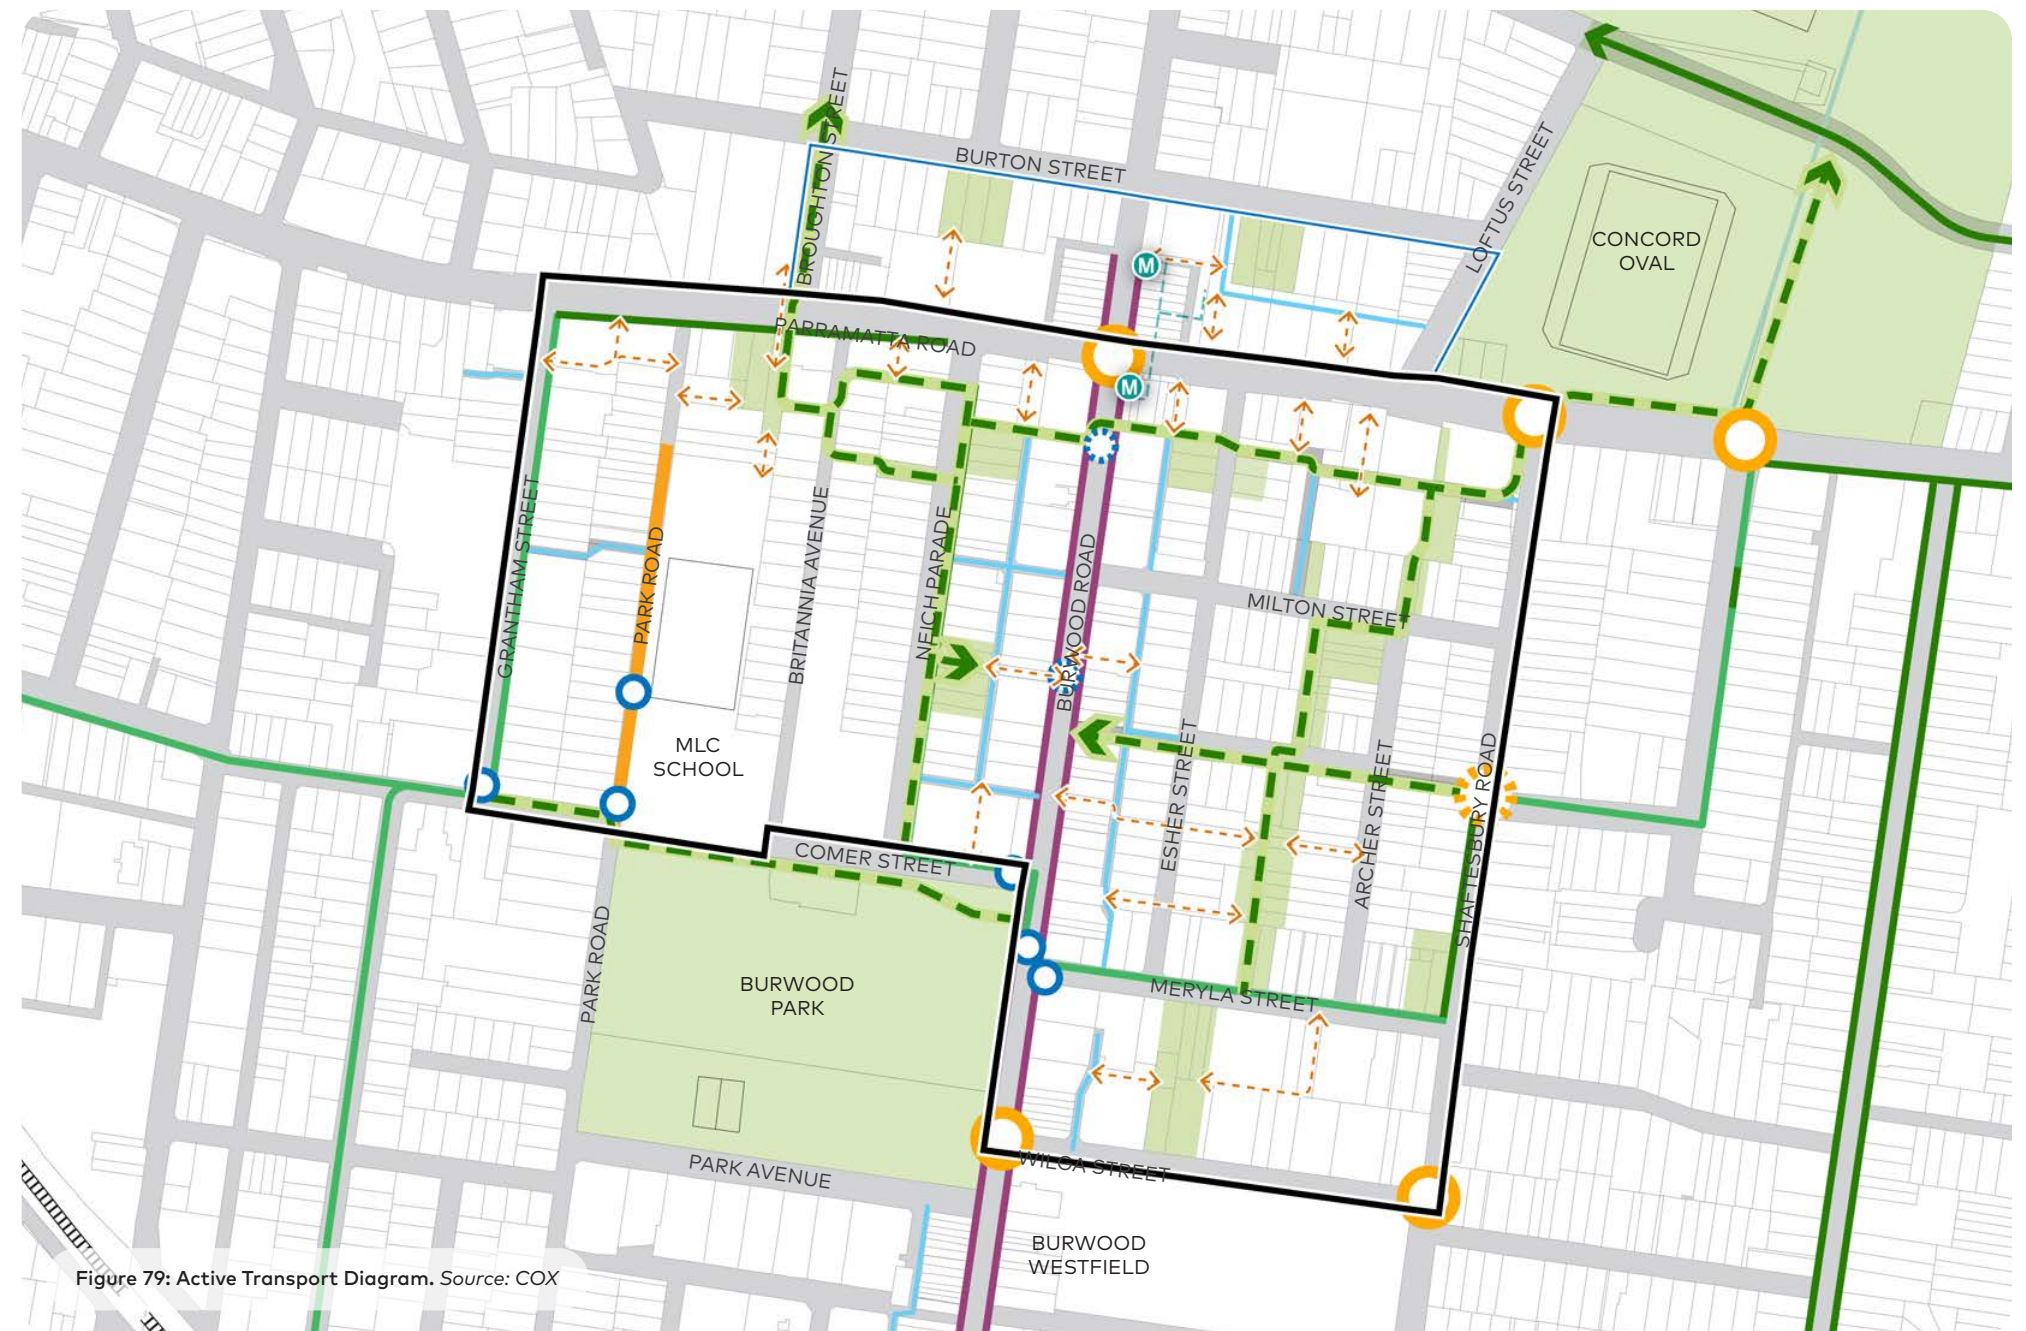 BROUGHTON STREET
BURTON STREET
LOFTUS STREET
CONCORD
OVAL
M
PARRAMATTA ROAD
M
GRANTHAM STREET
PARK ROAD
BRITANNIA AVENUE
NEICH PARADE
BURWOOD ROAD
MILTON STREET
MLC
SCHOOL
ESHER STREET
ARCHER STREET
SHAFTESBURY ROAD
COMER STREET
PARK ROAD
BURWOOD
PARK
MERYLA STREET
PARK AVENUE
WILGA STREET
BURWOOD
WESTFIELD
Figure 79: Active Transport Diagram. Source: COX